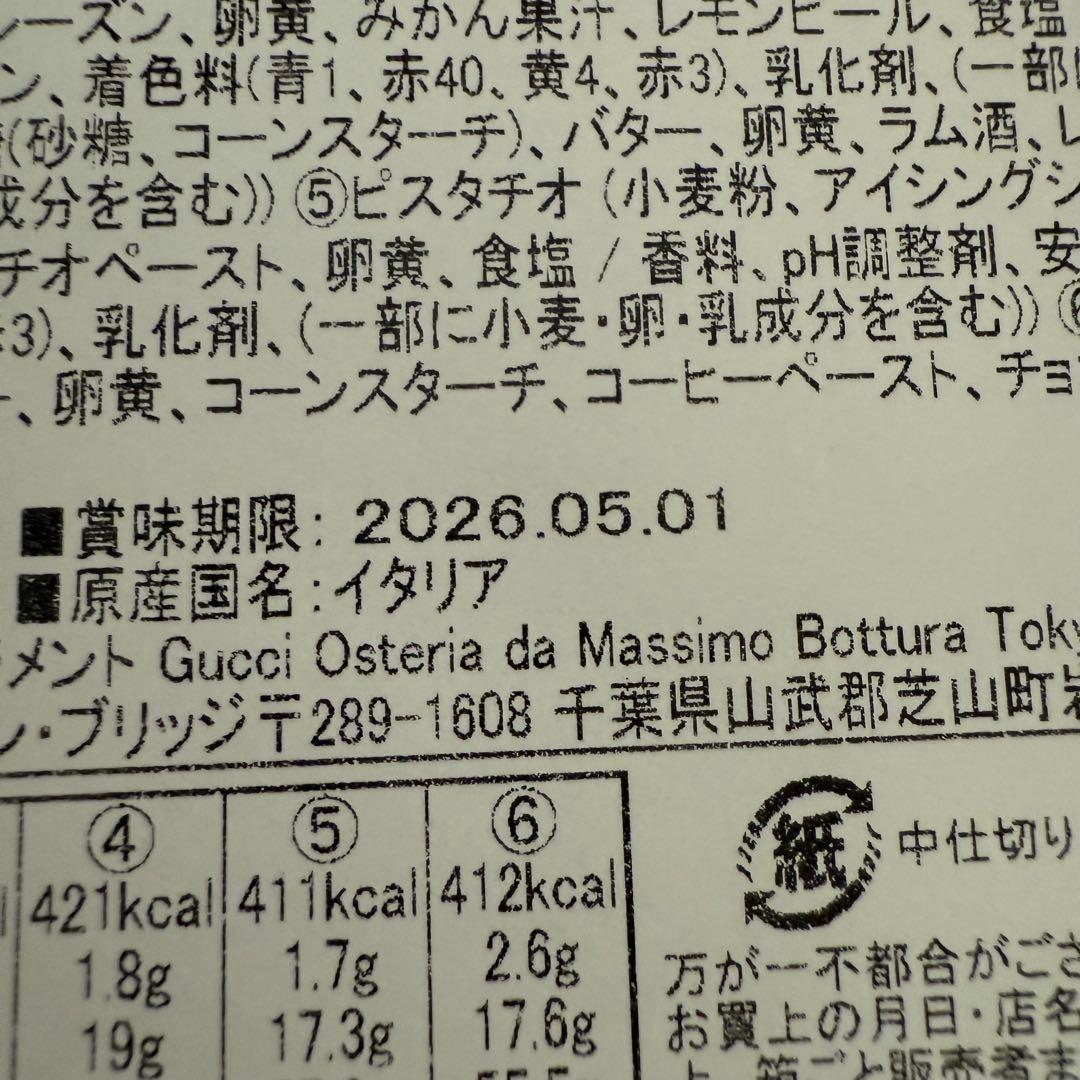 レーズン、卵黄、みかん果汁、レモンピール、食塩
ン、着色料(青1、赤40、黄4、赤3)、乳化剤、(一部に
(砂糖、コーンスターチ)、バター、卵黄、ラム酒、レ
成分を含む)) ⑤ピスタチオ (小麦粉、アイシングシ
チオペースト、卵黄、食塩 / 香料、pH調整剤、安
3)、乳化剤、(一部に小麦・卵・乳成分を含む)) ⑥
ー、卵黄、コーンスターチ、コーヒーペースト、チョ
■賞味期限: 2026.05.01
■原産国名:イタリア
メント Gucci Osteria da Massimo Bottura Toky
ン・ブリッジ〒289-1608 千葉県山武郡芝山町岩
④ ⑤ ⑥
421kcal 411kcal 412kcal
1.8g 1.7g 2.6g
19g 17.3g 17.6g
紙 中仕切り
万が一不都合がござ
お買上の月日・店名